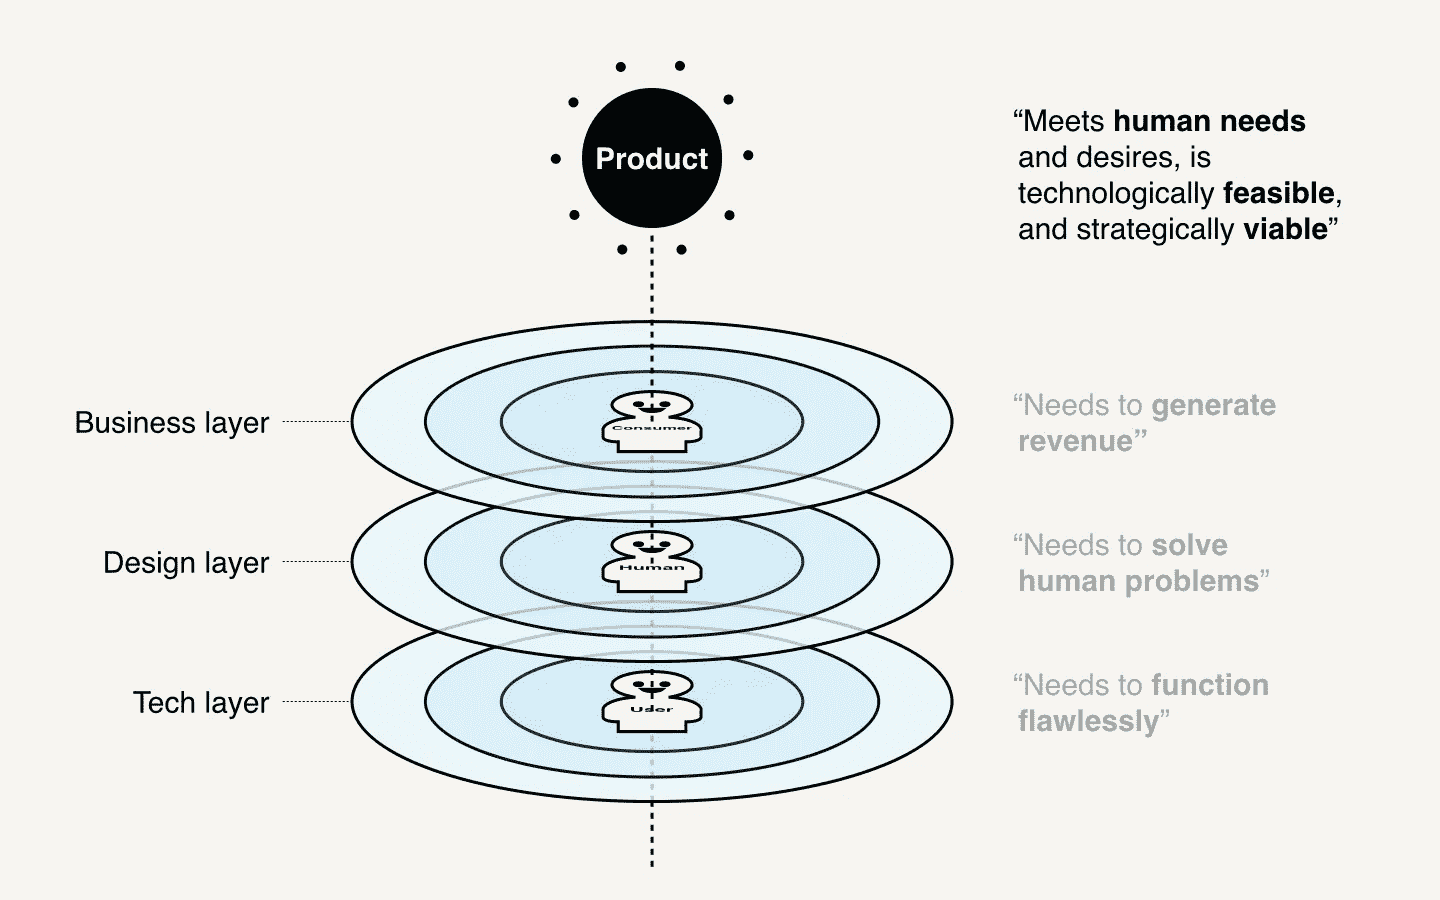 Product
“Meets human needs
and desires, is
technologically feasible,
and strategically viable”
Business layer
Consumer
“Needs to generate
revenue”
Design layer
Human
“Needs to solve
human problems”
Tech layer
User
“Needs to function
flawlessly”